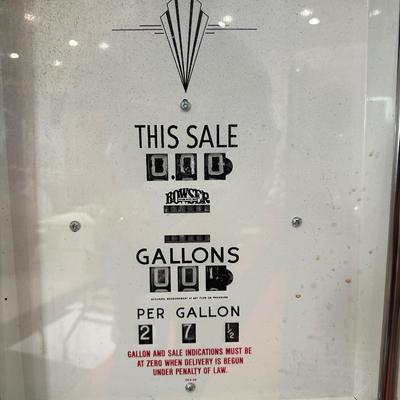 THIS SALE
0.00
BOWSER
GALLONS
PER GALLON
2 7 ½
GALLON AND SALE INDICATIONS MUST BE
AT ZERO WHEN DELIVERY IS BEGUN
UNDER PENALTY OF LAW.